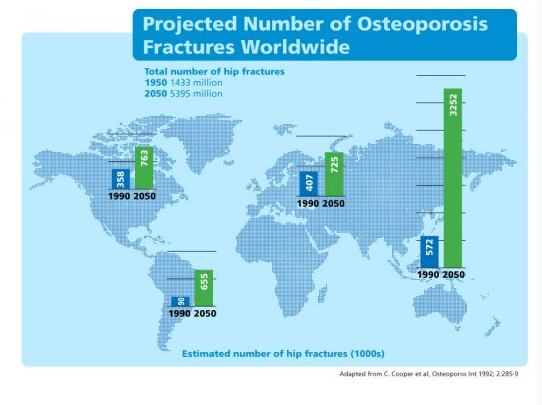 Projected Number of Osteoporosis
Fractures Worldwide
Total number of hip fractures
1950 1433 million
2050 5395 million
358
763
1990 2050
407
725
1990 2050
572
3252
1990 2050
90
655
1990 2050
Estimated number of hip fractures (1000s)
Adapted from C. Cooper et al, Osteoporos Int 1992; 2:285-9